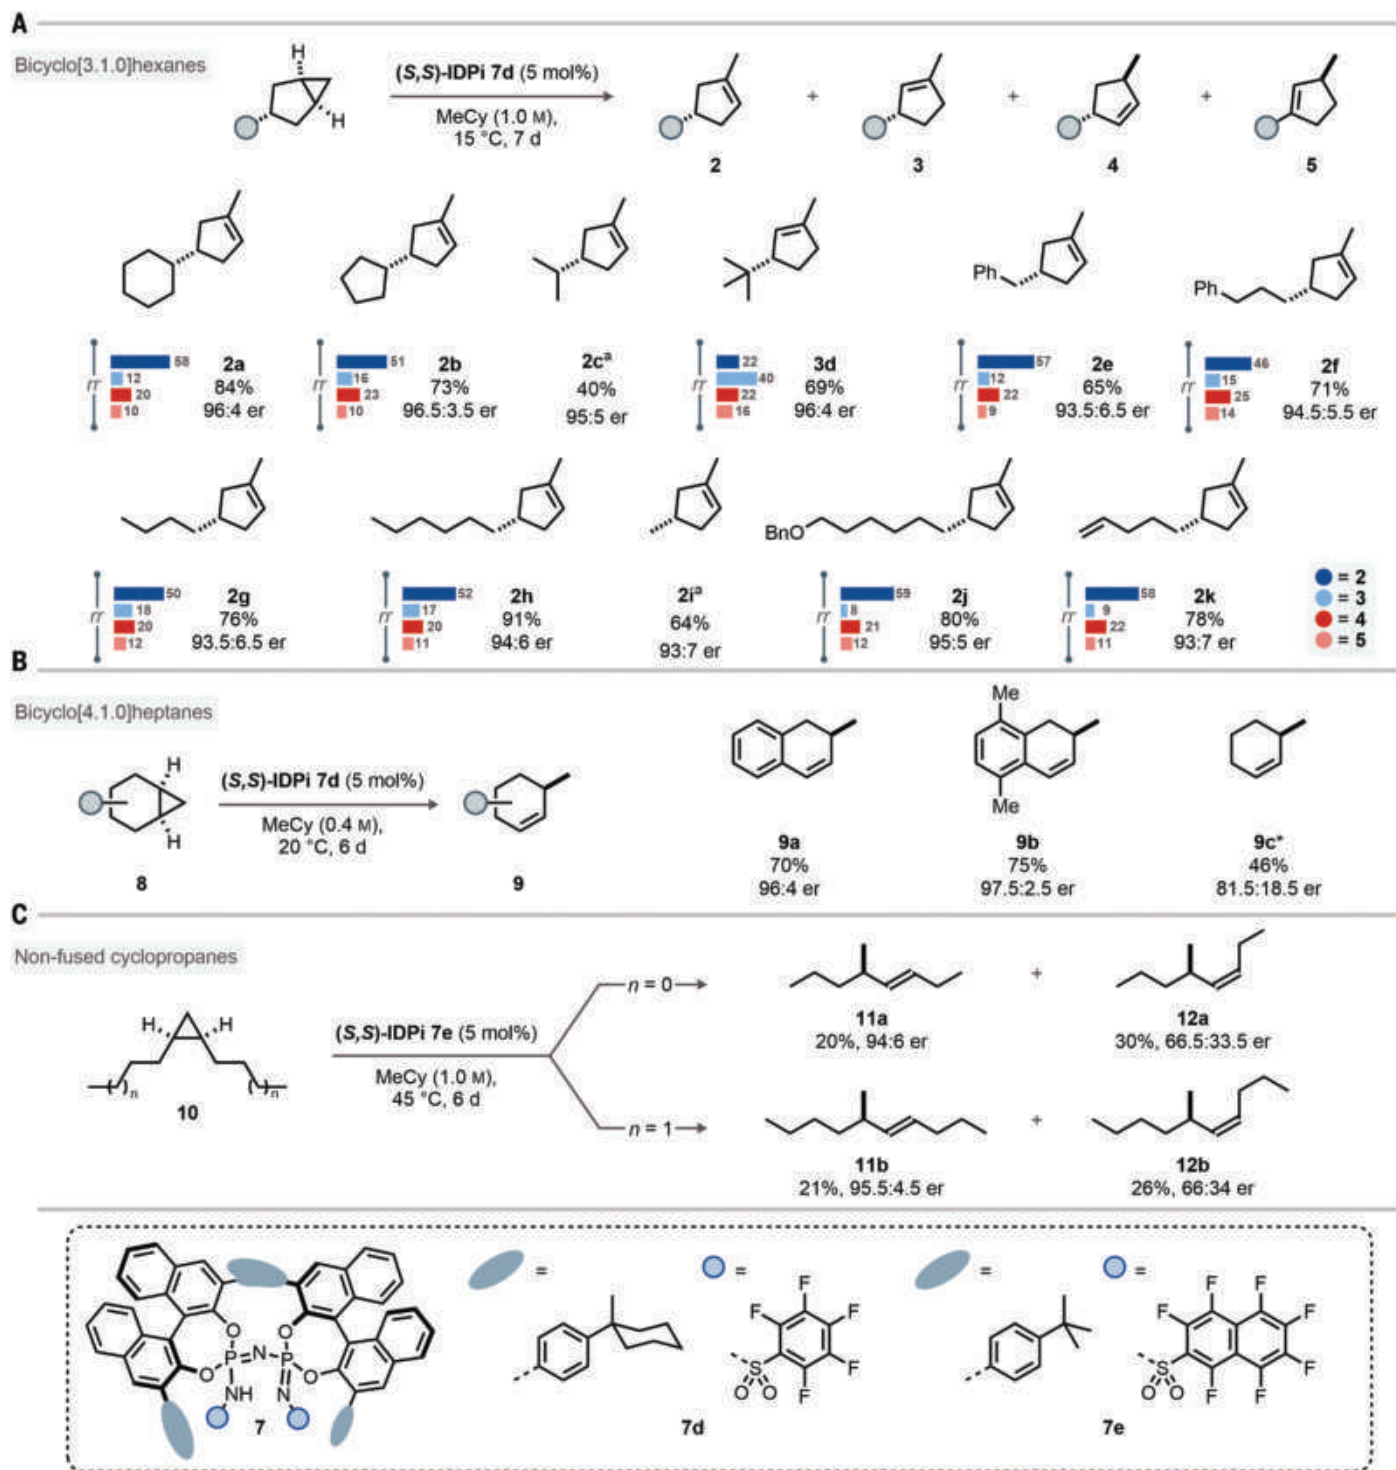 A
Bicyclo[3.1.0]hexanes
H
H
(S,S)-IDPi 7d (5 mol%)
MeCy (1.0 M),
15 °C, 7 d
+
+
+
2
3
4
5
Ph
Ph
rr
58
12
20
10
2a
84%
96:4 er
rr
51
16
23
10
2b
73%
96.5:3.5 er
2cᵃ
40%
95:5 er
rr
22
40
22
16
3d
69%
96:4 er
rr
57
12
22
9
2e
65%
93.5:6.5 er
rr
46
15
25
14
2f
71%
94.5:5.5 er
BnO
rr
50
18
20
12
2g
76%
93.5:6.5 er
rr
52
17
20
11
2h
91%
94:6 er
2iᵃ
64%
93:7 er
rr
59
8
21
12
2j
80%
95:5 er
rr
58
9
22
11
2k
78%
93:7 er
= 2
= 3
= 4
= 5
B
Bicyclo[4.1.0]heptanes
H
H
8
(S,S)-IDPi 7d (5 mol%)
MeCy (0.4 M),
20 °C, 6 d
9
9a
70%
96:4 er
Me
Me
9b
75%
97.5:2.5 er
9c*
46%
81.5:18.5 er
C
Non-fused cyclopropanes
H
H
( )n
( )n
10
(S,S)-IDPi 7e (5 mol%)
MeCy (1.0 M),
45 °C, 6 d
n = 0
11a
20%, 94:6 er
+
12a
30%, 66.5:33.5 er
n = 1
11b
21%, 95.5:4.5 er
+
12b
26%, 66:34 er
O
O
O
P
N
P
O
NH
N
7
=
=
F
F
F
F
F
S
O O
7d
=
=
F
F
F
F
F
F
F
S
O O
7e